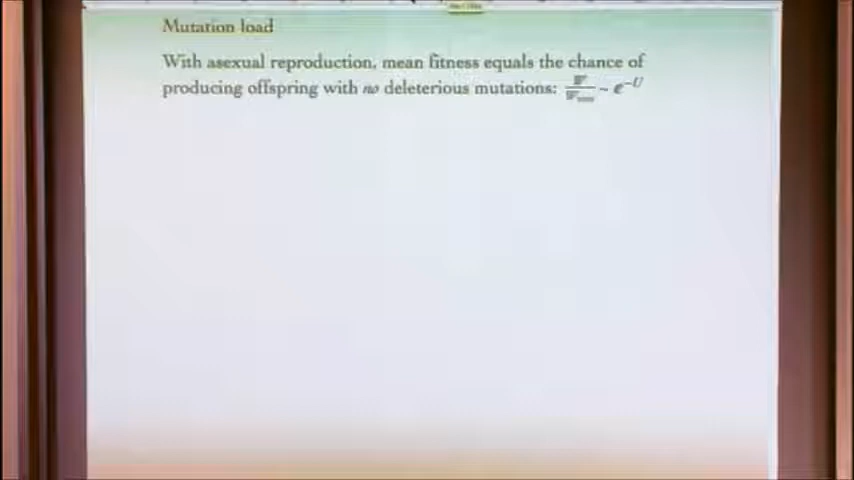 Mutation load
With asexual reproduction, mean fitness equals the chance of
producing offspring with no deleterious mutations: ~ e^{-U}